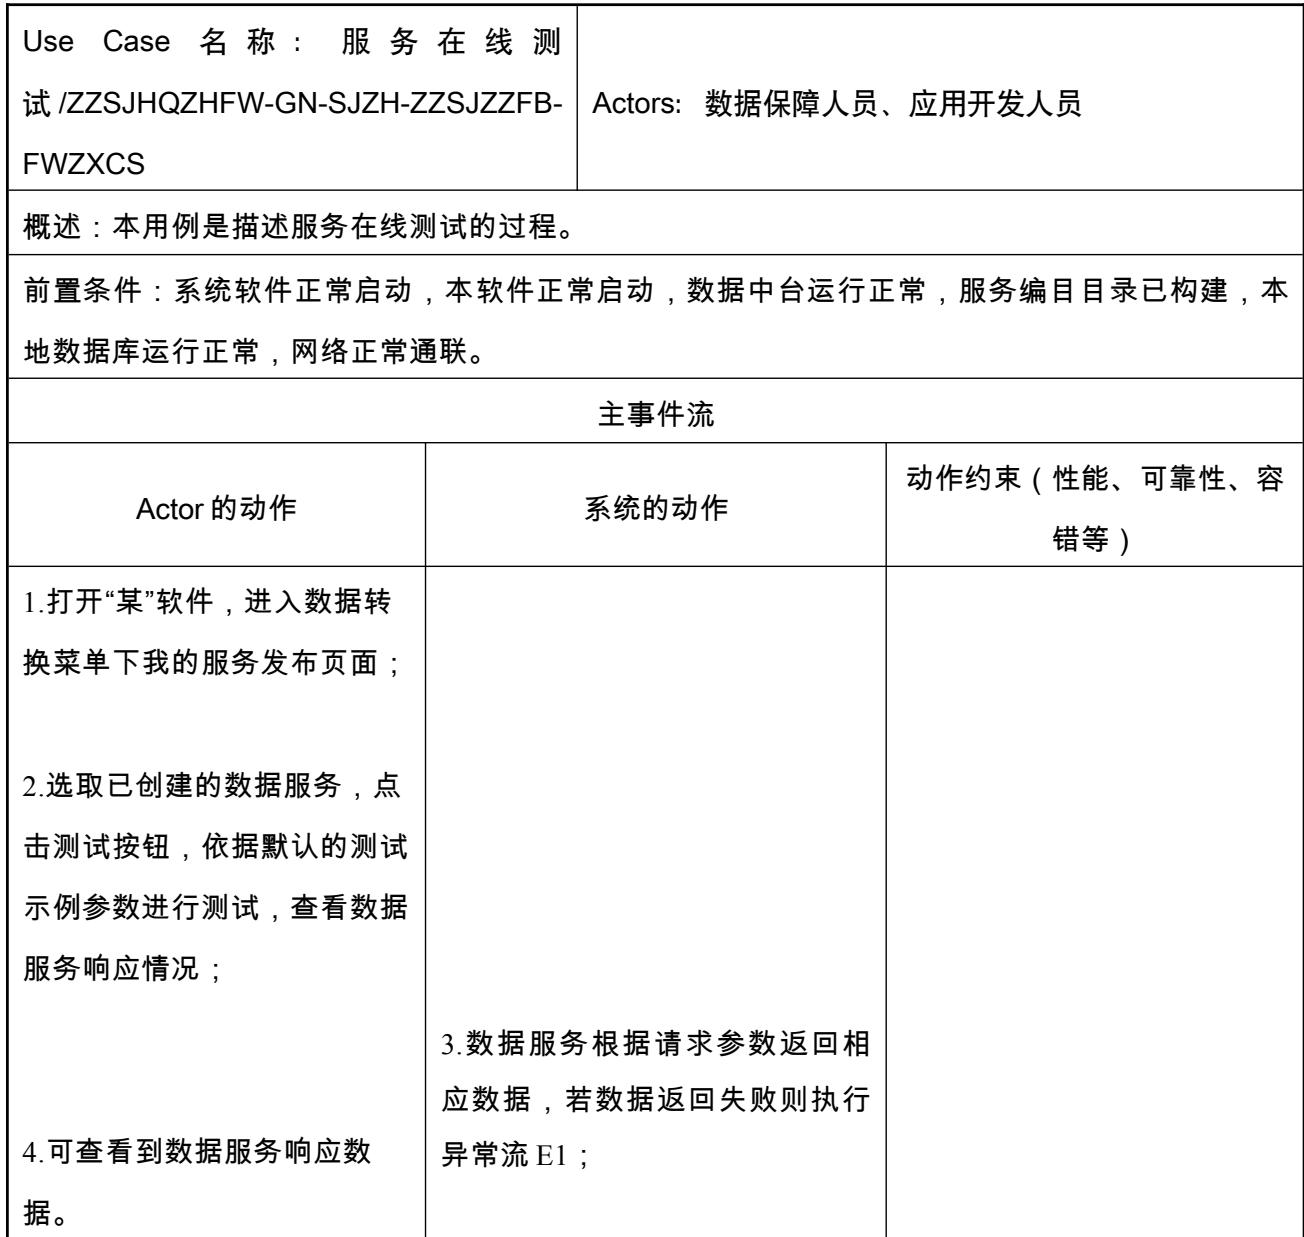 Use Case 名称：服务在线测
试/ZZSJHQZHFW-GN-SJZH-ZZSJZZFB-
FWZXCS
Actors: 数据保障人员、应用开发人员
概述：本用例是描述服务在线测试的过程。
前置条件：系统软件正常启动，本软件正常启动，数据中台运行正常，服务编目目录已构建，本
地数据库运行正常，网络正常通联。
主事件流
Actor 的动作
系统的动作
动作约束（性能、可靠性、容
错等）
1.打开“某”软件，进入数据转
换菜单下我的服务发布页面；
2.选取已创建的数据服务，点
击测试按钮，依据默认的测试
示例参数进行测试，查看数据
服务响应情况；
3.数据服务根据请求参数返回相
应数据，若数据返回失败则执行
异常流 E1；
4.可查看到数据服务响应数
据。